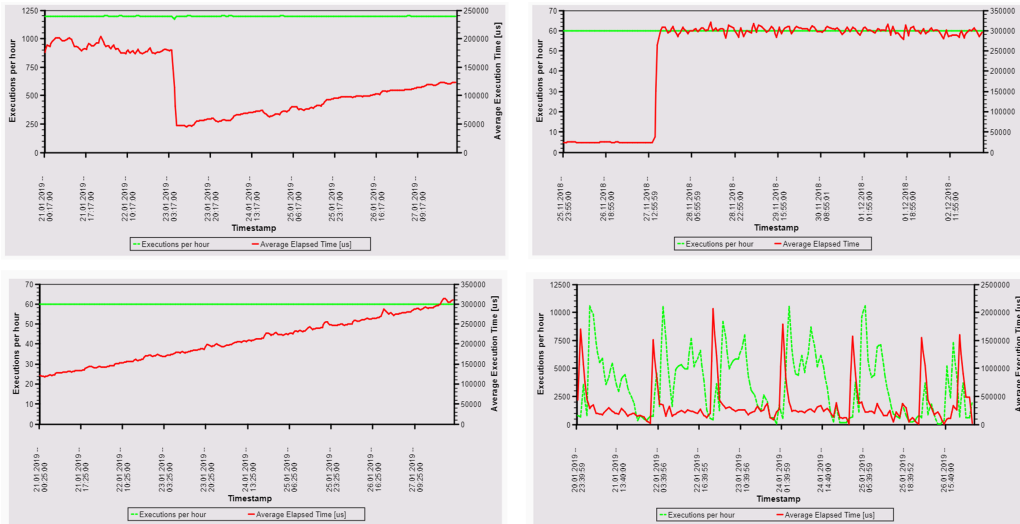 1250
1000
750
500
250
0
Executions per hour
250000
200000
150000
100000
50000
0
Average Execution Time [us]
21.01.2019 -- 00:17:00
21.01.2019 -- 17:17:00
22.01.2019 -- 10:17:00
23.01.2019 -- 03:17:00
23.01.2019 -- 20:17:00
24.01.2019 -- 13:17:00
25.01.2019 -- 06:17:00
25.01.2019 -- 23:17:00
26.01.2019 -- 16:17:00
27.01.2019 -- 09:17:00
Timestamp
Executions per hour
Average Elapsed Time [us]
70
60
50
40
30
20
10
0
Executions per hour
350000
300000
250000
200000
150000
100000
50000
0
Average Execution Time [us]
25.11.2018 -- 23:55:00
26.11.2018 -- 18:55:00
27.11.2018 -- 12:55:59
28.11.2018 -- 05:55:59
28.11.2018 -- 22:55:00
29.11.2018 -- 15:55:00
30.11.2018 --
01.12.2018 -- 01:55:00
01.12.2018 -- 18:55:00
02.12.2018 -- 11:55:00
Timestamp
Executions per hour
Average Elapsed Time
70
60
50
40
30
20
10
0
Executions per hour
350000
300000
250000
200000
150000
100000
50000
0
Average Execution Time [us]
21.01.2019 -- 00:25:00
21.01.2019 -- 17:25:00
22.01.2019 -- 10:25:00
23.01.2019 -- 03:25:00
23.01.2019 -- 20:25:00
24.01.2019 -- 13:25:00
25.01.2019 -- 06:25:00
25.01.2019 -- 23:25:00
26.01.2019 -- 16:25:00
27.01.2019 -- 09:25:00
Timestamp
Executions per hour
Average Elapsed Time [us]
12500
10000
7500
5000
2500
0
Executions per hour
2500000
2000000
1500000
1000000
500000
0
Average Execution Time [us]
20.01.2019 -- 23:39:59
21.01.2019 -- 13:40:00
22.01.2019 -- 03:39:56
22.01.2019 -- 16:39:55
23.01.2019 -- 10:39:56
24.01.2019 -- 01:39:59
24.01.2019 -- 14:40:00
25.01.2019 -- 05:39:59
25.01.2019 -- 18:39:52
26.01.2019 -- 15:40:00
Timestamp
Executions per hour
Average Elapsed Time [us]